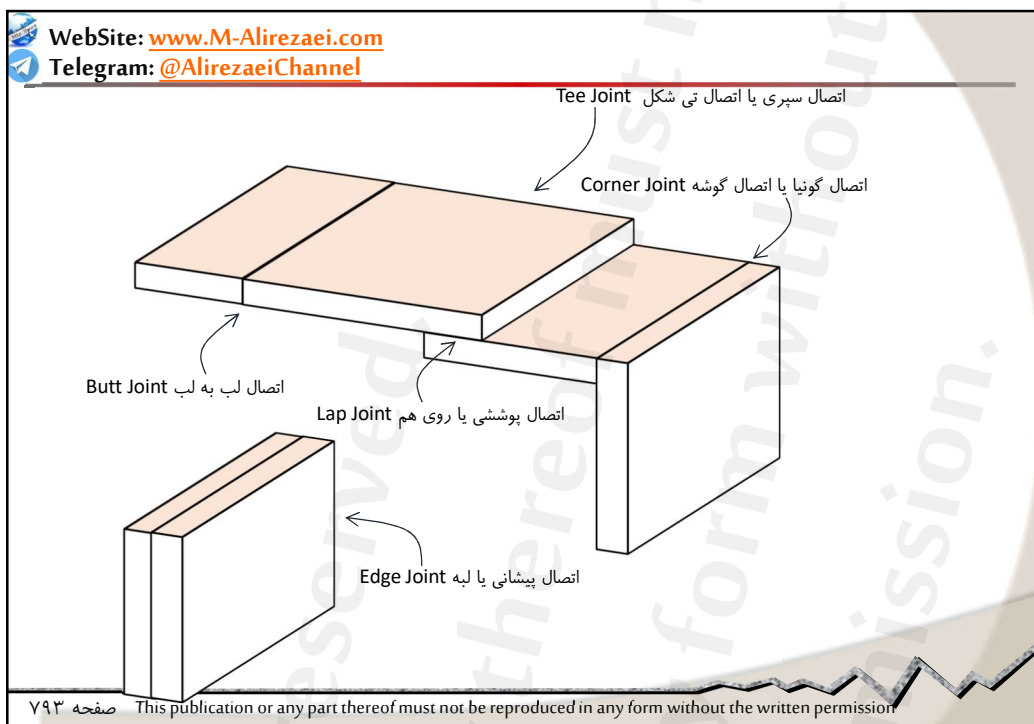 WebSite: www.M-Alirezaei.com
Telegram: @AlirezaeiChannel
اتصال سپری یا اتصال تی شکل Tee Joint
اتصال گونیا یا اتصال گوشه Corner Joint
اتصال لب به لب Butt Joint
اتصال پوششی یا روی هم Lap Joint
اتصال پیشانی یا لبه Edge Joint
صفحه ۷۹۳ This publication or any part thereof must not be reproduced in any form without the written permission